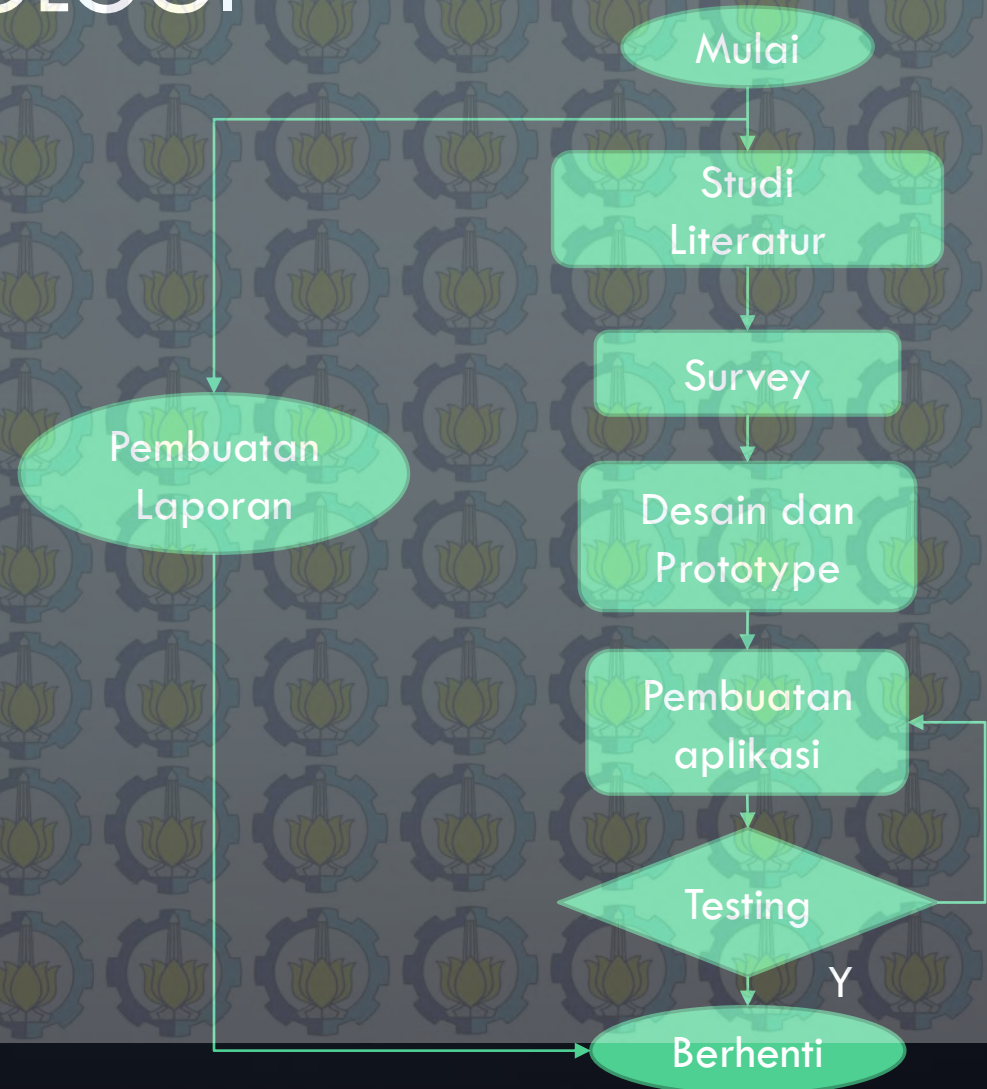 Mulai
Studi
Literatur
Survey
Pembuatan
Laporan
Desain dan
Prototype
Pembuatan
aplikasi
Testing
Y
Berhenti